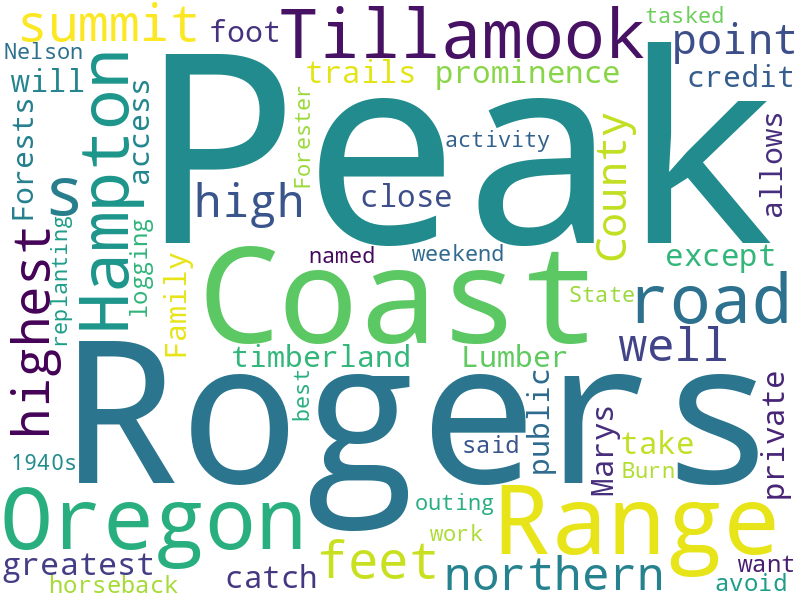 summit
foot
Tillamook
tasked
point
Nelson
will
trails
prominence
credit
Peak
Hampton
access
Forests
s
Forester
activity
County
allows
high
close
highest
replanting
logging
Family
named
weekend
except
Coast
State
road
timberland
Lumber
well
Rogers
best
said
public
Marys
take
private
1940s
Burn
Oregon
outing
Range
work
greatest
horseback
catch
feet
northern
want
avoid